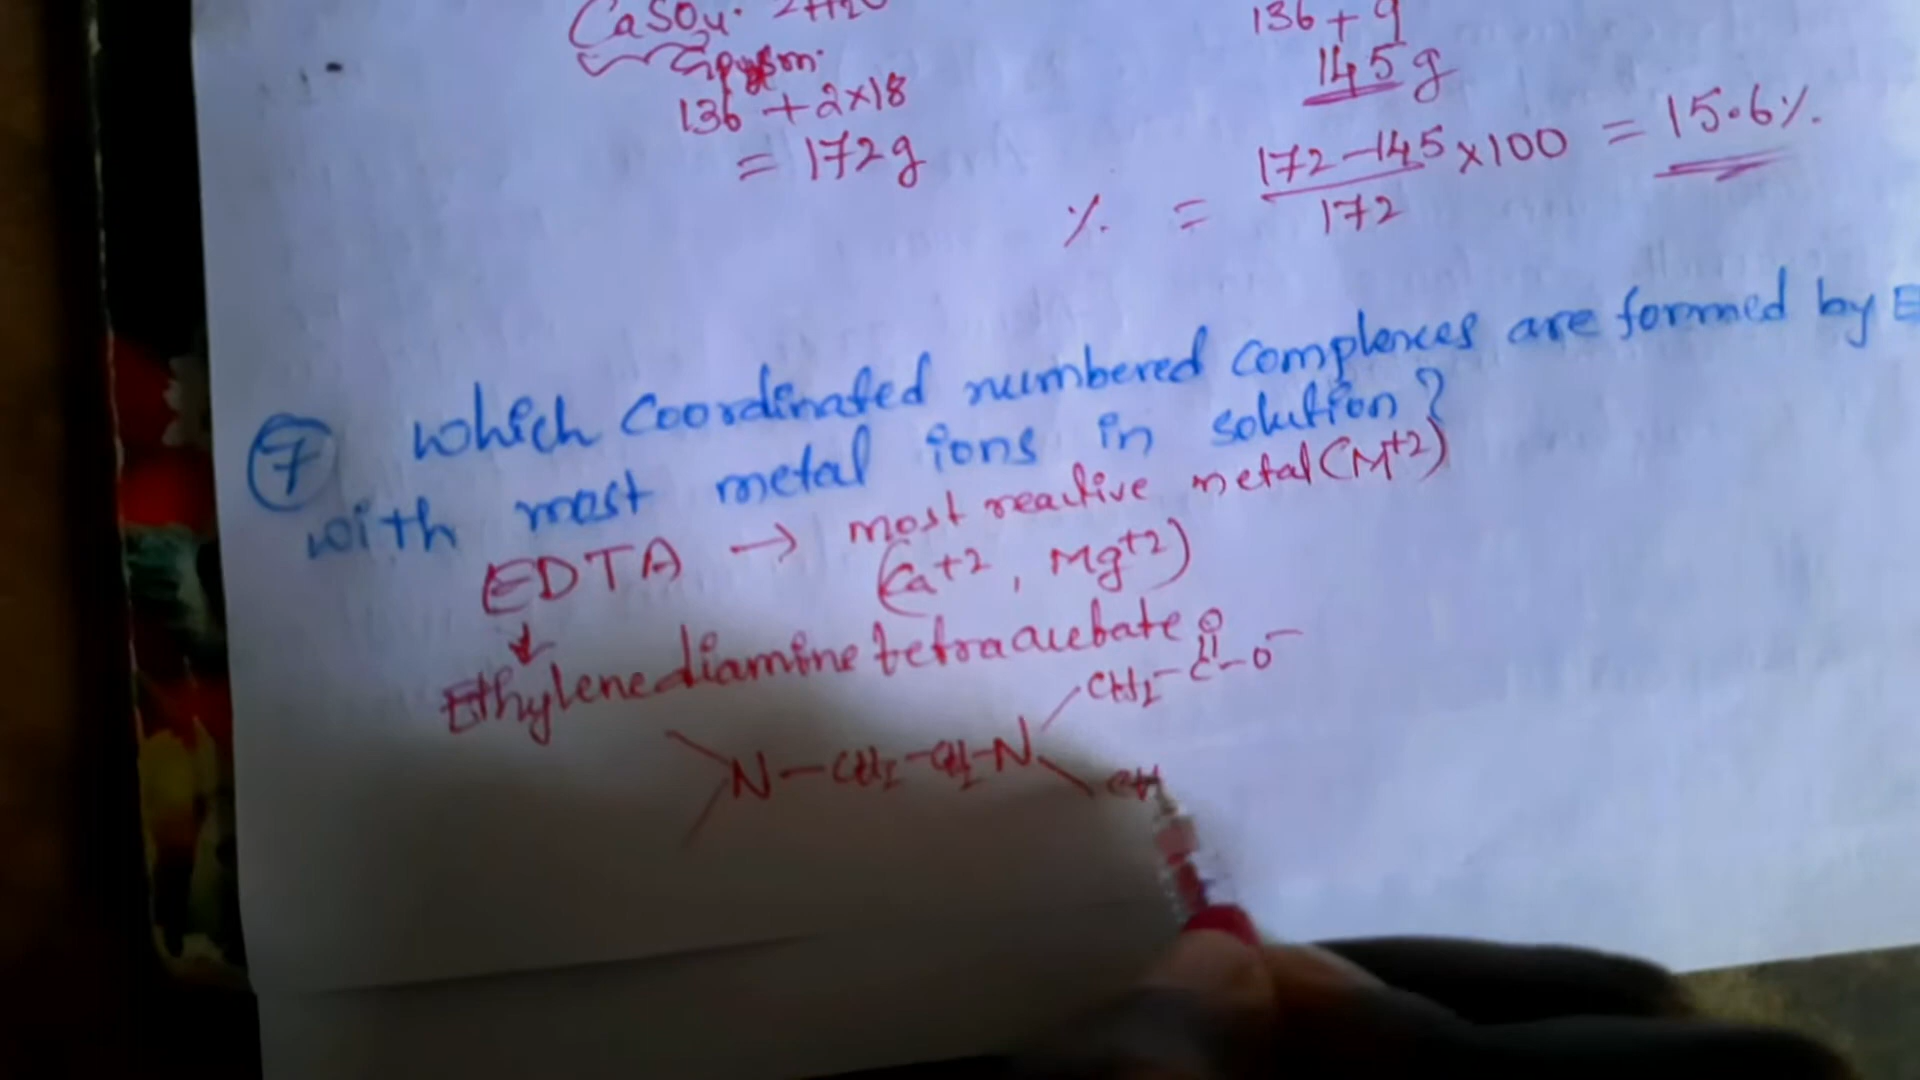 CaSO4. 2H2O
Gypsm.
136 + 2×18
= 172g
136 + 9
145 g
% = 172-145/172 ×100 = 15.6%
7 which Coordinated numbered Complexes are formed by E
with most metal ions in solution?
EDTA → most reactive metal (M+2)
(Ca+2, Mg+2)
↓
Ethylenediamine tetraacetate
O
CH2-C-O-
N-CH2-CH2-N
CH